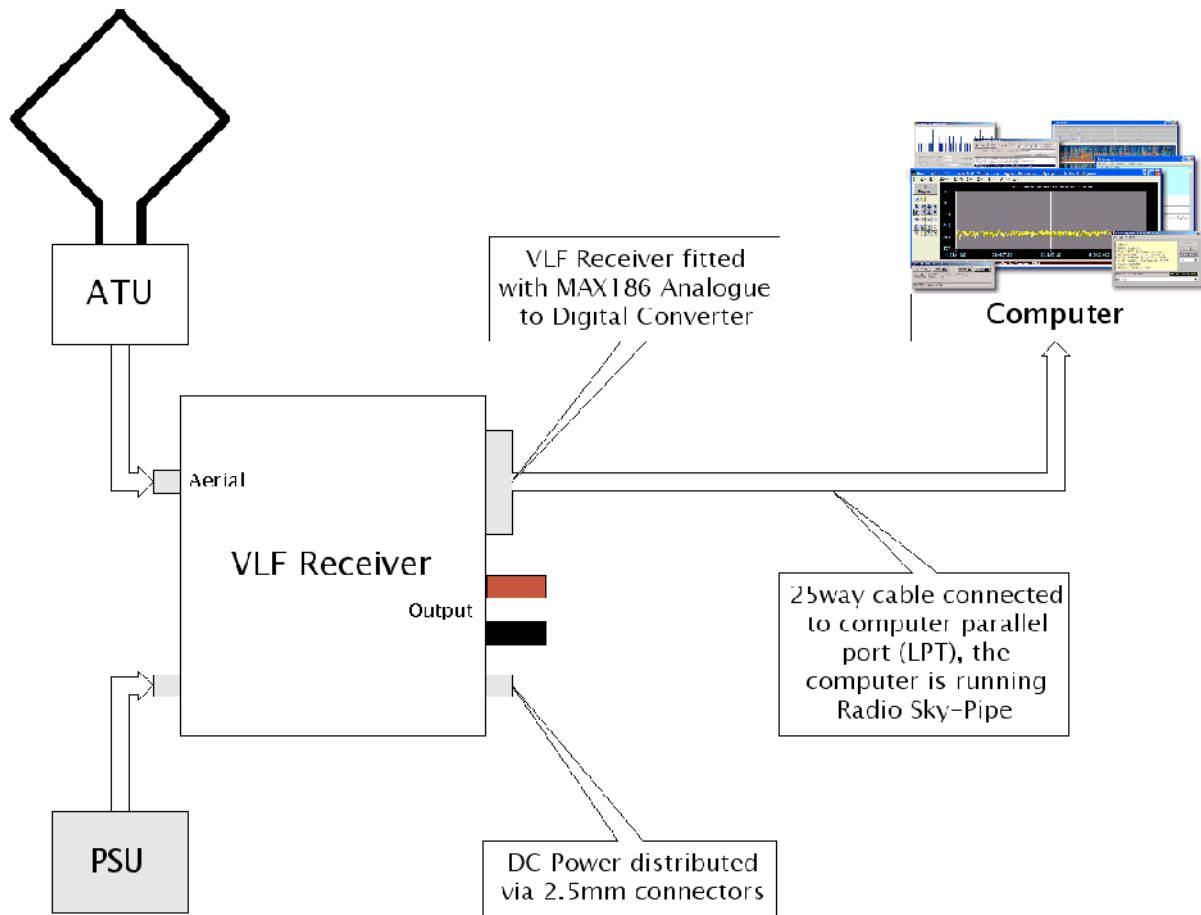 ATU
VLF Receiver fitted
with MAX186 Analogue
to Digital Converter
Computer
Aerial
VLF Receiver
Output
25way cable connected
to computer parallel
port (LPT), the
computer is running
Radio Sky-Pipe
PSU
DC Power distributed
via 2.5mm connectors